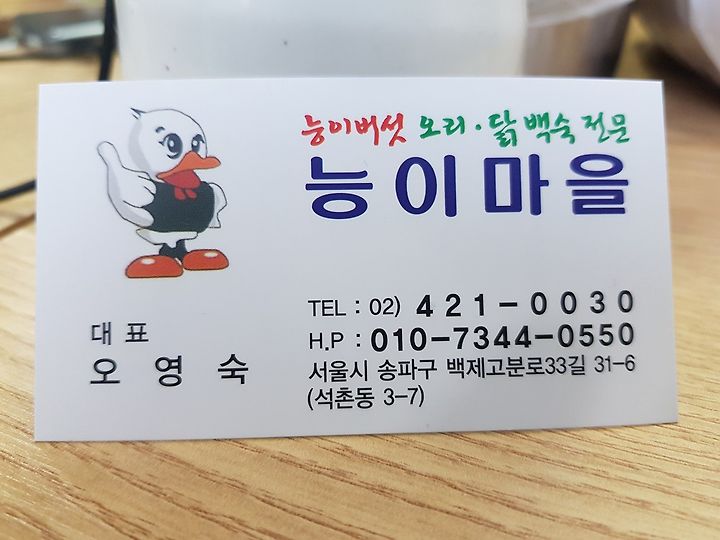 능이버섯 오리·닭 백숙 전문
능이마을
TEL : 02) 421-0030
H.P : 010-7344-0550
서울시 송파구 백제고분로33길 31-6
(석촌동 3-7)
대표
오영숙